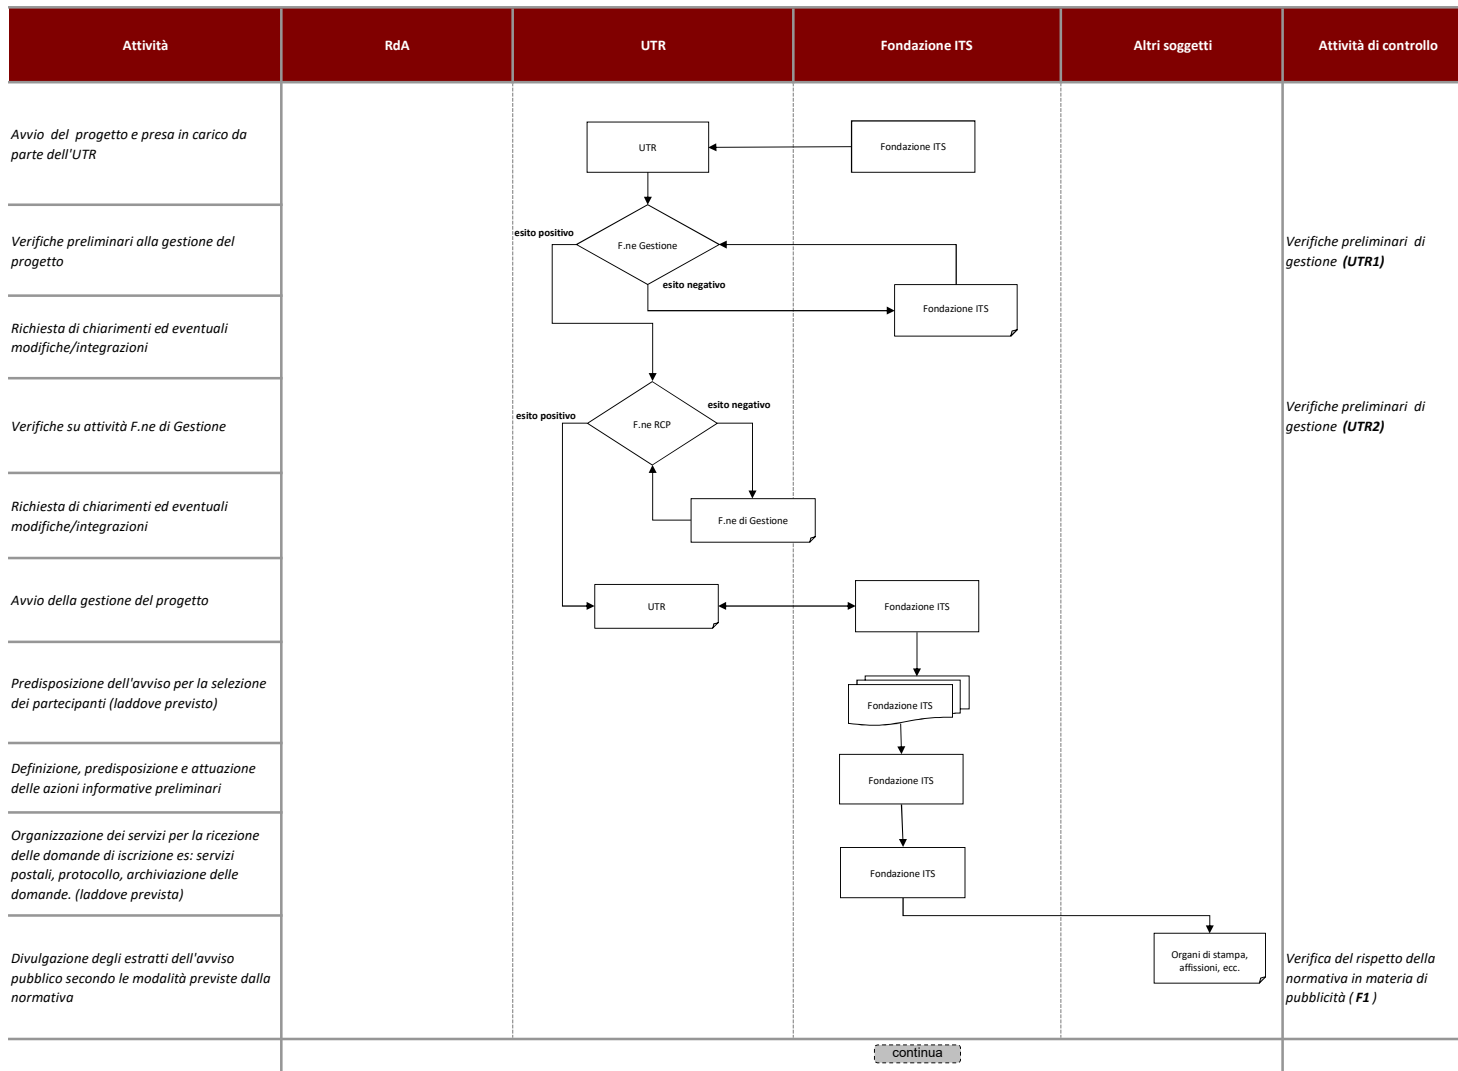 Attività
RdA
UTR
Fondazione ITS
Altri soggetti
Attività di controllo
Avvio del progetto e presa in carico da
parte dell'UTR
UTR
Fondazione ITS
Verifiche preliminari alla gestione del
progetto
esito positivo
F.ne Gestione
esito negativo
Verifiche preliminari di
gestione (UTR1)
Fondazione ITS
Richiesta di chiarimenti ed eventuali
modifiche/integrazioni
Verifiche su attività F.ne di Gestione
esito positivo
F.ne RCP
esito negativo
Verifiche preliminari di
gestione (UTR2)
Richiesta di chiarimenti ed eventuali
modifiche/integrazioni
F.ne di Gestione
Avvio della gestione del progetto
UTR
Fondazione ITS
Predisposizione dell'avviso per la selezione
dei partecipanti (laddove previsto)
Fondazione ITS
Definizione, predisposizione e attuazione
delle azioni informative preliminari
Fondazione ITS
Organizzazione dei servizi per la ricezione
delle domande di iscrizione es: servizi
postali, protocollo, archiviazione delle
domande. (laddove prevista)
Fondazione ITS
Divulgazione degli estratti dell'avviso
pubblico secondo le modalità previste dalla
normativa
Organi di stampa,
affissioni, ecc.
Verifica del rispetto della
normativa in materia di
pubblicità ( F1 )
continua